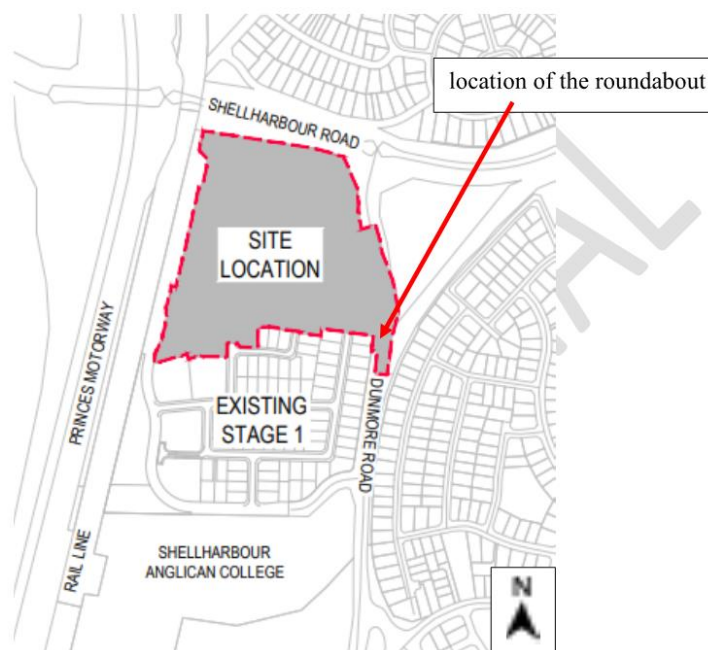 location of the roundabout
SHELLHARBOUR ROAD
SITE
LOCATION
PRINCES MOTORWAY
EXISTING
STAGE 1
DUNMORE ROAD
RAIL LINE
SHELLHARBOUR
ANGLICAN COLLEGE
N